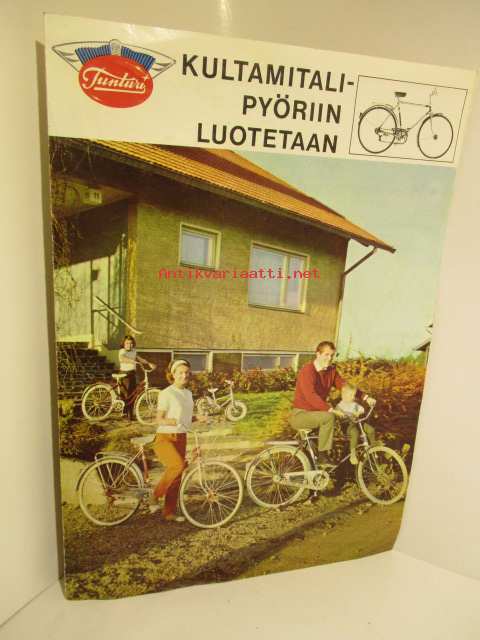 Tunturi
KULTAMITALI-
PYÖRIIN
LUOTETAAN
Antikvariaatti.net